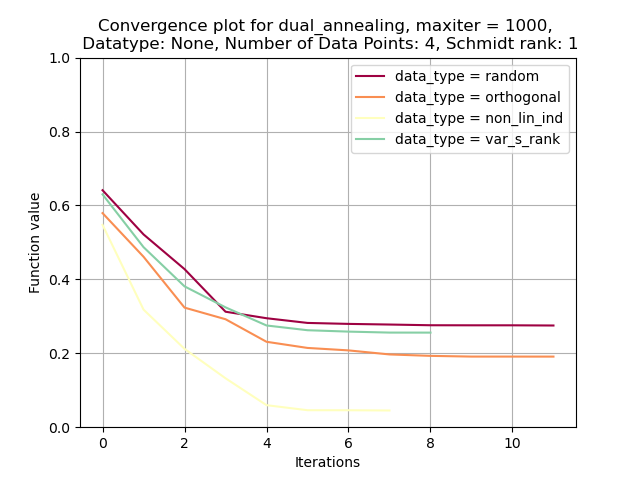 Convergence plot for dual_annealing, maxiter = 1000,
Datatype: None, Number of Data Points: 4, Schmidt rank: 1
data_type = random
data_type = orthogonal
data_type = non_lin_ind
data_type = var_s_rank
Function value
1.0
0.8
0.6
0.4
0.2
0.0
0 2 4 6 8 10
Iterations